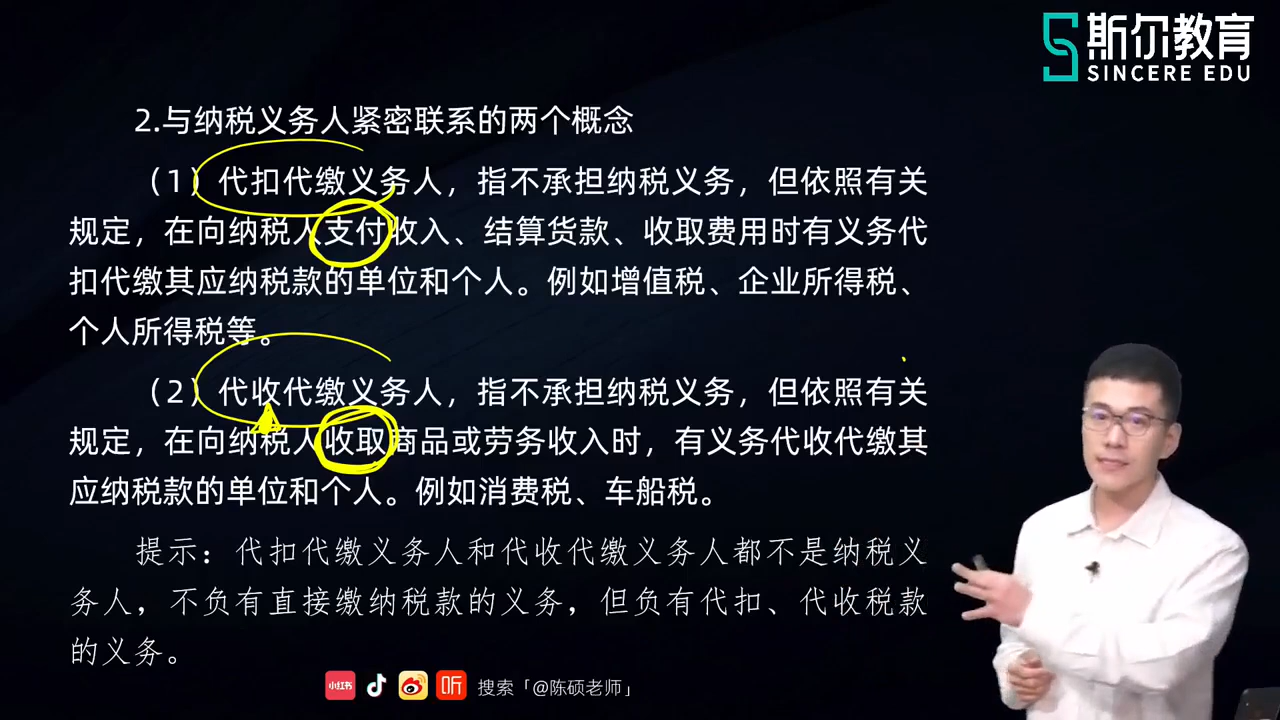 斯尔教育
SINCERE EDU
2.与纳税义务人紧密联系的两个概念
（1）代扣代缴义务人，指不承担纳税义务，但依照有关
规定，在向纳税人支付收入、结算货款、收取费用时有义务代
扣代缴其应纳税款的单位和个人。例如增值税、企业所得税、
个人所得税等。
（2）代收代缴义务人，指不承担纳税义务，但依照有关
规定，在向纳税人收取商品或劳务收入时，有义务代收代缴其
应纳税款的单位和个人。例如消费税、车船税。
提示：代扣代缴义务人和代收代缴义务人都不是纳税义
务人，不负有直接缴纳税款的义务，但负有代扣、代收税款
的义务。
小红书 听 搜索「@陈硕老师」